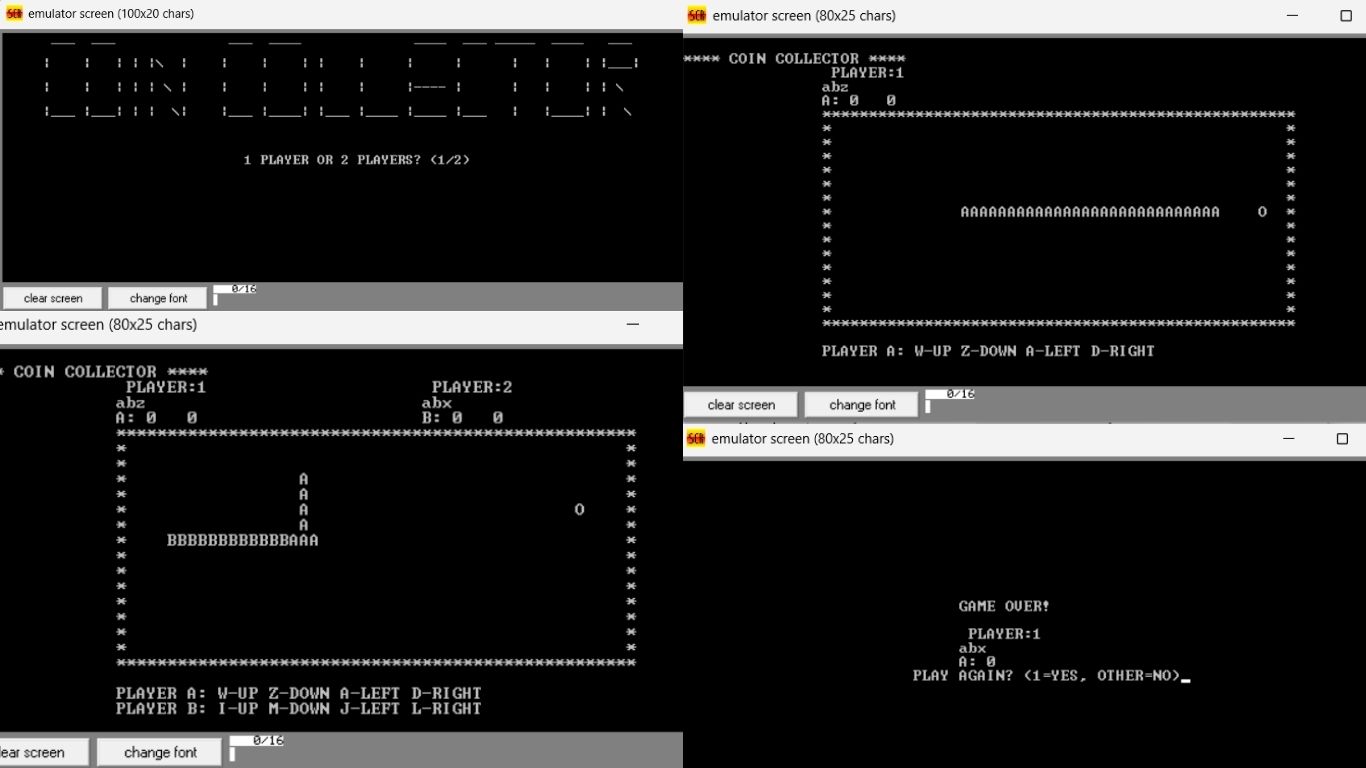 emulator screen (100x20 chars)
COIN COLLECTOR
1 PLAYER OR 2 PLAYERS? (1/2)
clear screen change font 0/16
emulator screen (80x25 chars)
**** COIN COLLECTOR ****
PLAYER:1
abz
A: 0 0
AAAAAAAAAAAAAAAAAAAAAAAAAAAA O
PLAYER A: W-UP Z-DOWN A-LEFT D-RIGHT
clear screen change font 0/16
emulator screen (80x25 chars)
* COIN COLLECTOR ****
PLAYER:1 PLAYER:2
abz abx
A: 0 0 B: 0 0
A
A
A O
A
BBBBBBBBBBBBAAA
PLAYER A: W-UP Z-DOWN A-LEFT D-RIGHT
PLAYER B: I-UP M-DOWN J-LEFT L-RIGHT
lear screen change font 0/16
emulator screen (80x25 chars)
GAME OVER!
PLAYER:1
abx
A: 0
PLAY AGAIN? (1=YES, OTHER=NO)_